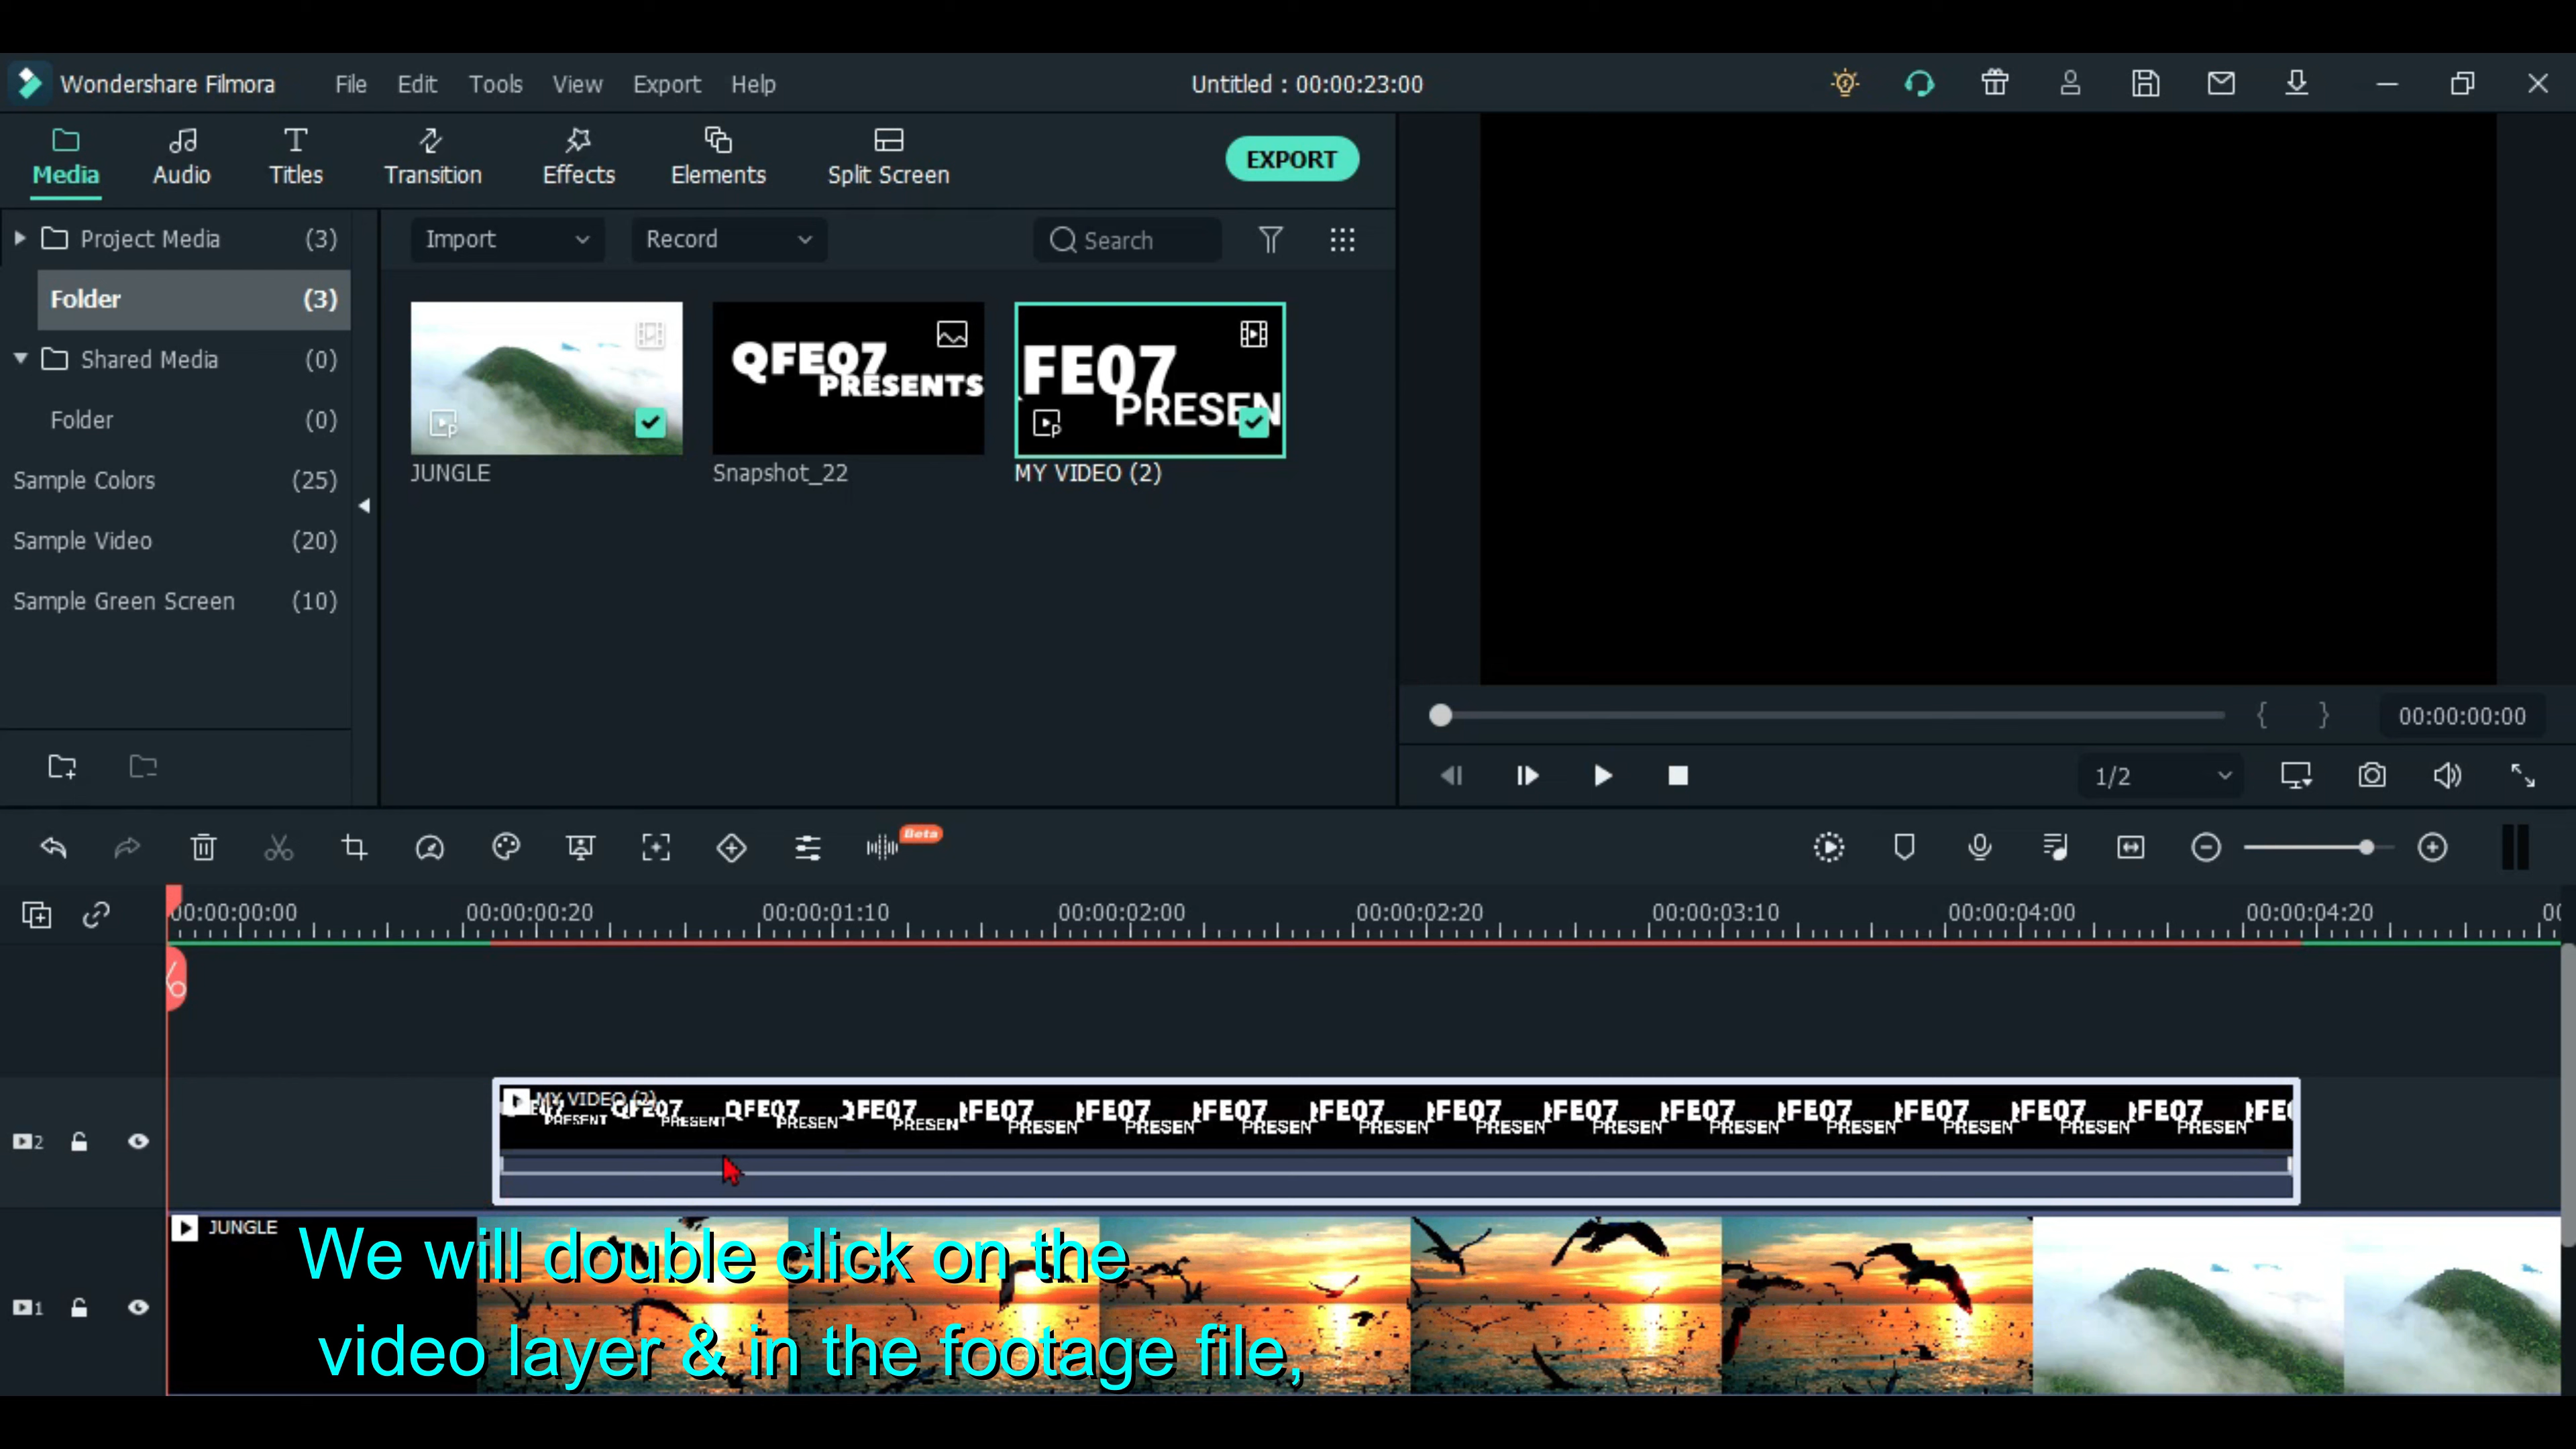 Wondershare Filmora File Edit Tools View Export Help Untitled : 00:00:23:00
Media Audio Titles Transition Effects Elements Split Screen EXPORT
Project Media (3)
Import Record Search
Folder (3)
QFE07
PRESENTS
FE07
PRESEN
Shared Media (0)
Folder (0)
JUNGLE Snapshot_22 MY VIDEO (2)
Sample Colors (25)
Sample Video (20)
Sample Green Screen (10)
00:00:00:00
1/2
Beta
00:00:00:00 00:00:00:20 00:00:01:10 00:00:02:00 00:00:02:20 00:00:03:10 00:00:04:00 00:00:04:20
MY VIDEO (2)
2
JUNGLE
1
We will double click on the
video layer & in the footage file,